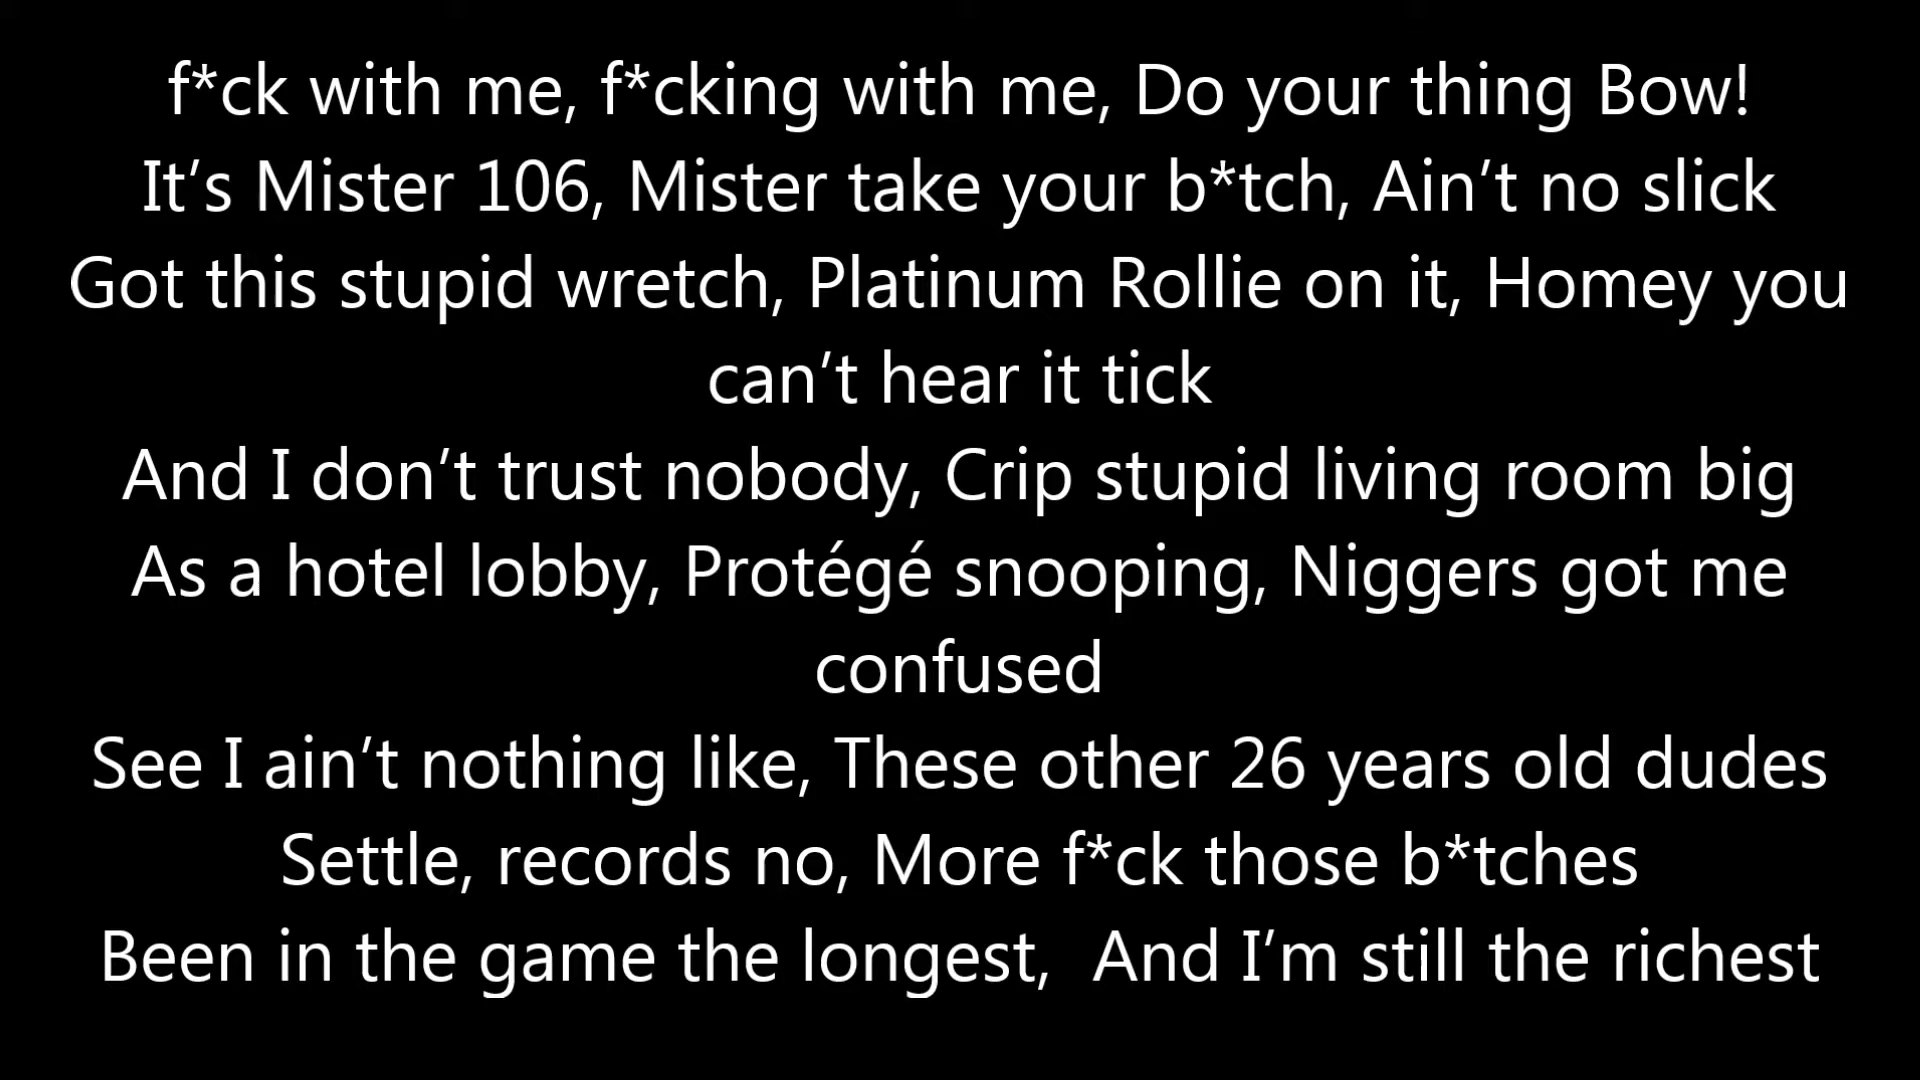 f*ck with me, f*cking with me, Do your thing Bow!
It’s Mister 106, Mister take your b*tch, Ain’t no slick
Got this stupid wretch, Platinum Rollie on it, Homey you
can’t hear it tick
And I don’t trust nobody, Crip stupid living room big
As a hotel lobby, Protégé snooping, Niggers got me
confused
See I ain’t nothing like, These other 26 years old dudes
Settle, records no, More f*ck those b*tches
Been in the game the longest,  And I’m still the richest